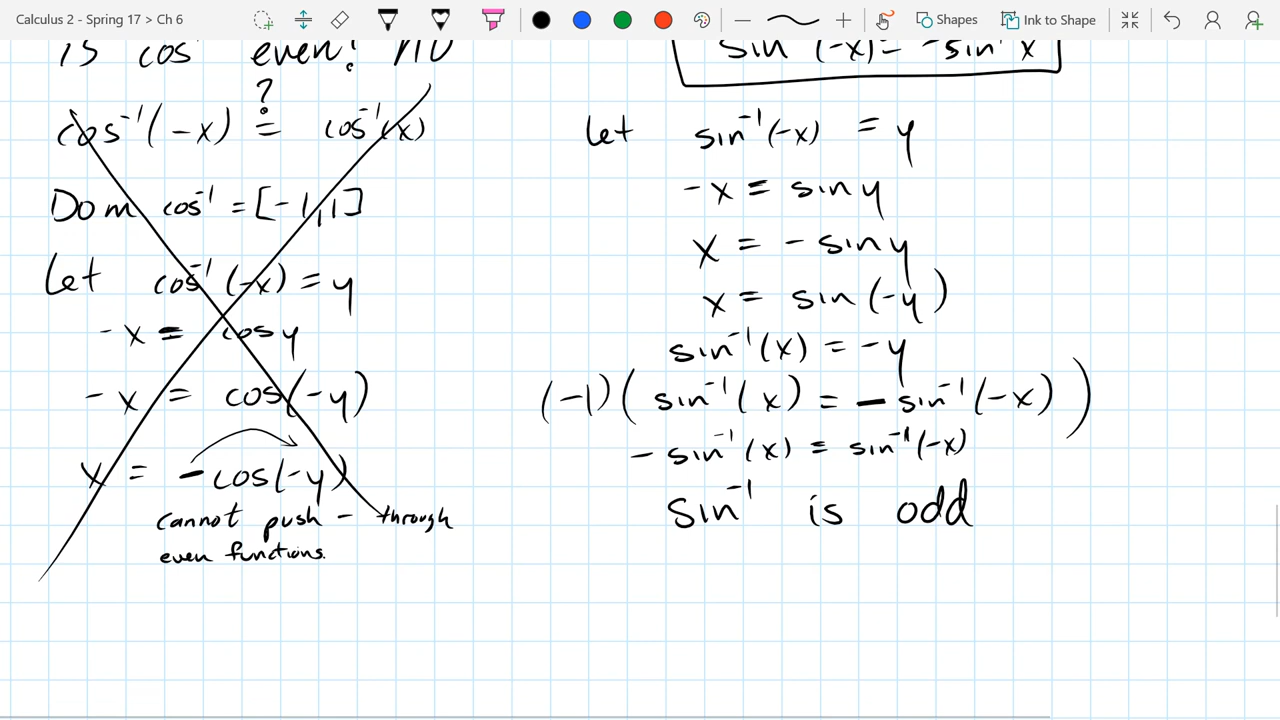 Calculus 2 - Spring 17 > Ch 6
Shapes
Ink to Shape
is cos⁻¹ even? no
?
cos⁻¹(-x) = cos⁻¹(x)
Dom cos⁻¹ = [-1,1]
Let cos⁻¹(-x) = y
-x = cos y
-x = cos(-y)
x = -cos(-y)
cannot push - through
even functions.
sin⁻¹(-x) = -sin⁻¹x
let sin⁻¹(-x) = y
-x = sin y
x = - sin y
x = sin(-y)
sin⁻¹(x) = -y
(-1)(sin⁻¹(x) = -sin⁻¹(-x))
-sin⁻¹(x) = sin⁻¹(-x)
sin⁻¹ is odd